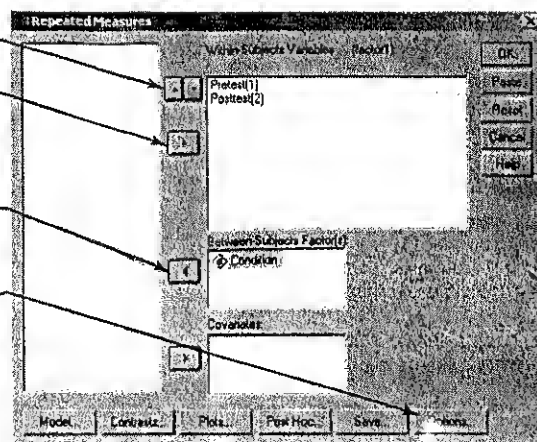 Repeated Measures
Within-Subjects Variables Factor1)
OK
Pretest[1]
Posttest[2]
Paste
Reset
Cancel
Help
Between-Subjects Factor(s)
Condition
Covariates
Model... Contrasts... Plots... Post Hoc... Save... Options...